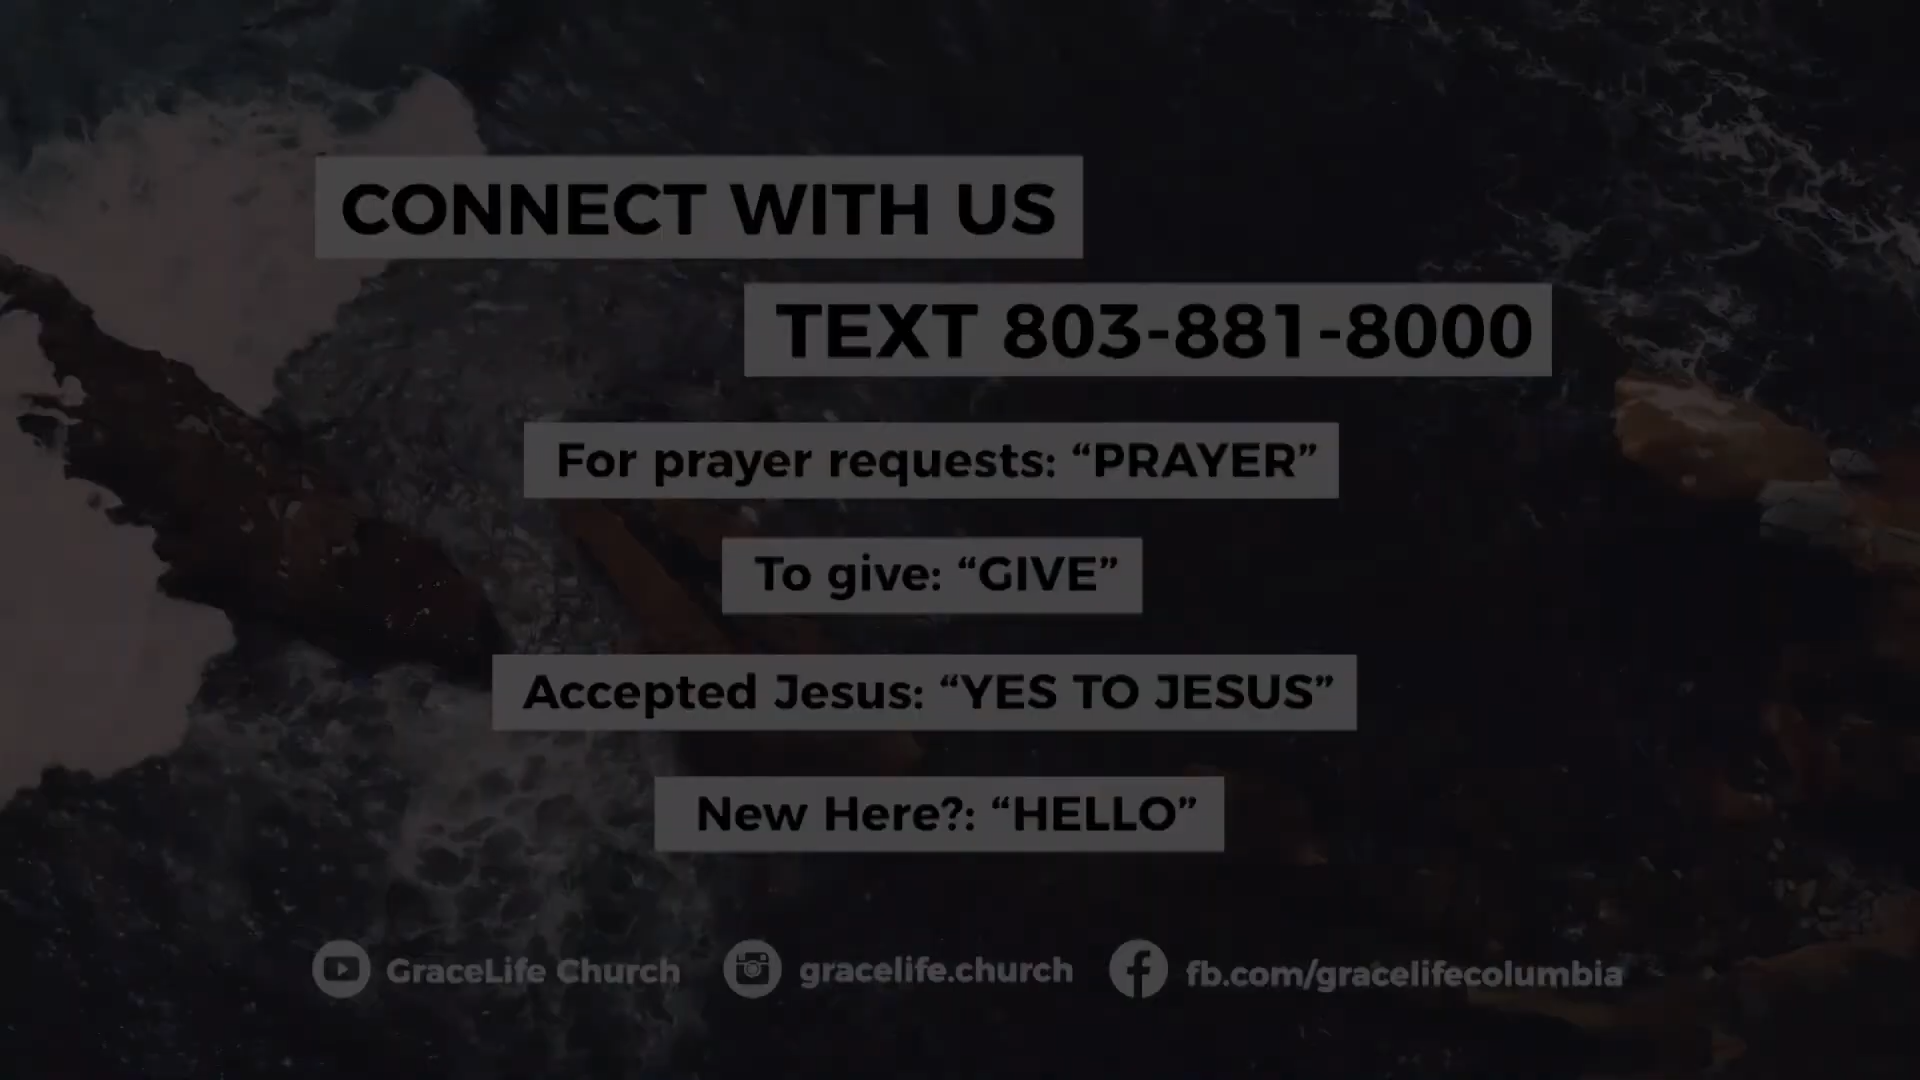 CONNECT WITH US
TEXT 803-881-8000
For prayer requests: “PRAYER”
To give: “GIVE”
Accepted Jesus: “YES TO JESUS”
New Here?: “HELLO”
GraceLife Church gracelife.church fb.com/gracelifecolumbia